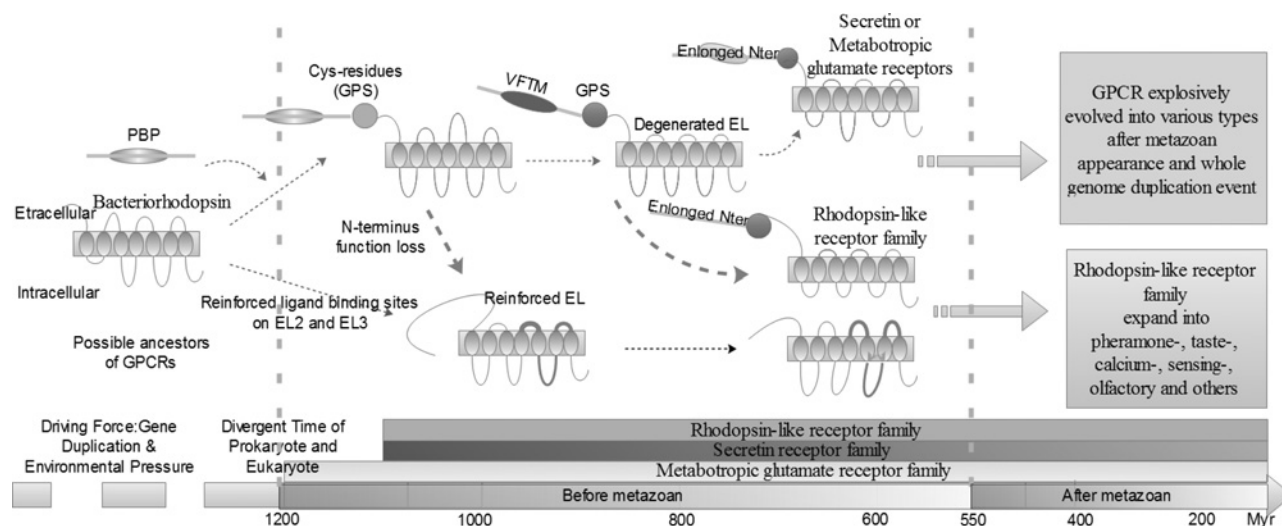 PBP
Bacteriorhodopsin
Etracellular
Intracellular
Possible ancestors
of GPCRs
Cys-residues
(GPS)
N-terminus
function loss
Reinforced ligand binding sites
on EL2 and EL3
Reinforced EL
VFTM
GPS
Degenerated EL
Enlonged Nter
Secretin or
Metabotropic
glutamate receptors
Enlonged Nter
Rhodopsin-like
receptor family
GPCR explosively
evolved into various types
after metazoan
appearance and whole
genome duplication event
Rhodopsin-like receptor
family
expand into
pheramone-, taste-,
calcium-, sensing-,
olfactory and others
Driving Force:Gene
Duplication &
Environmental Pressure
Divergent Time of
Prokaryote and
Eukaryote
Rhodopsin-like receptor family
Secretin receptor family
Metabotropic glutamate receptor family
Before metazoan
After metazoan
1200 1000 800 600 550 400 200 Myr